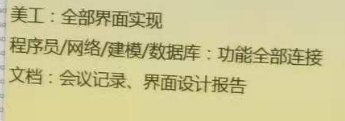 美工：全部界面实现
程序员/网络/建模/数据库：功能全部连接
文档：会议记录、界面设计报告